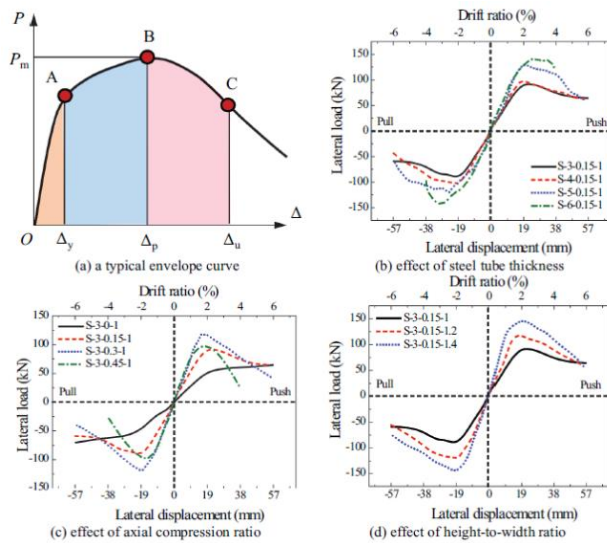 P
P_m
A
B
C
O
Δ_y
Δ_p
Δ_u
Δ
(a) a typical envelope curve
Drift ratio (%)
-6 -4 -2 0 2 4 6
Lateral load (kN)
150
100
50
0
-50
-100
-150
Pull
Push
S-3-0.15-1
S-4-0.15-1
S-5-0.15-1
S-6-0.15-1
-57 -38 -19 0 19 38 57
Lateral displacement (mm)
(b) effect of steel tube thickness
Drift ratio (%)
-6 -4 -2 0 2 4 6
Lateral load (kN)
150
100
50
0
-50
-100
-150
S-3-0-1
S-3-0.15-1
S-3-0.3-1
S-3-0.45-1
Pull
Push
-57 -38 -19 0 19 38 57
Lateral displacement (mm)
(c) effect of axial compression ratio
Drift ratio (%)
-6 -4 -2 0 2 4 6
Lateral load (kN)
150
100
50
0
-50
-100
-150
S-3-0.15-1
S-3-0.15-1.2
S-3-0.15-1.4
Pull
Push
-57 -38 -19 0 19 38 57
Lateral displacement (mm)
(d) effect of height-to-width ratio